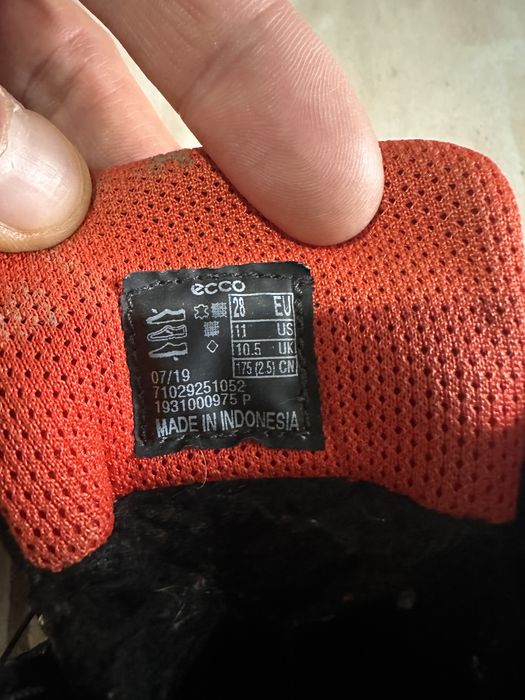 ecco
28 EU
11 US
10.5 UK
175 (2.5) CN
07/19
71029251052
1931000975 P
MADE IN INDONESIA